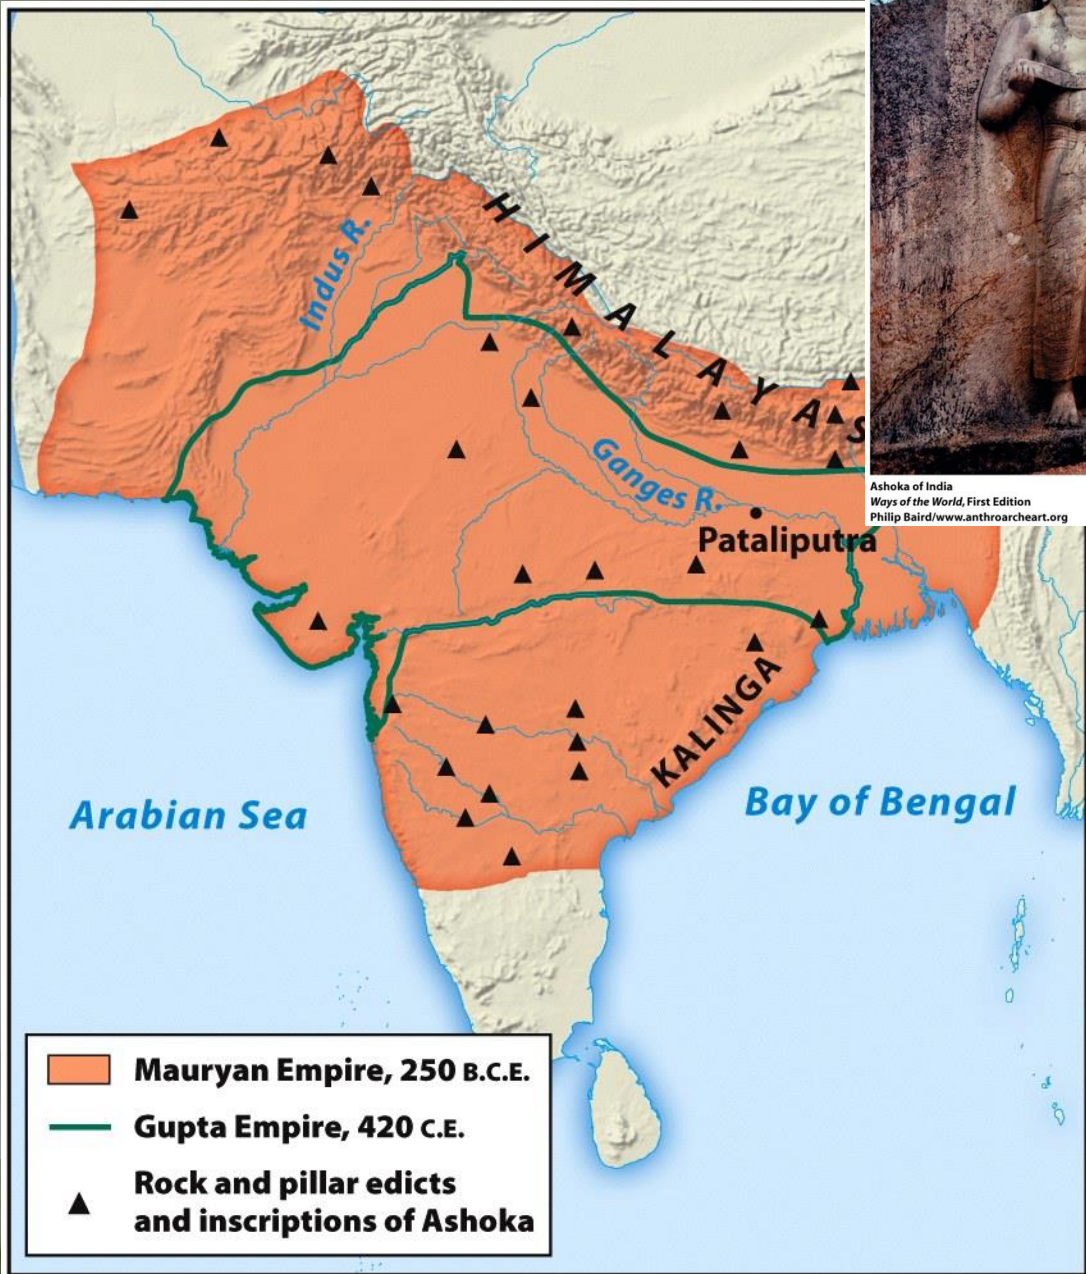 HIMALAYAS
Indus R.
Ganges R.
Pataliputra
KALINGA
Arabian Sea
Bay of Bengal
Ashoka of India
Ways of the World, First Edition
Philip Baird/www.anthroarcheart.org
Mauryan Empire, 250 B.C.E.
Gupta Empire, 420 C.E.
Rock and pillar edicts
and inscriptions of Ashoka